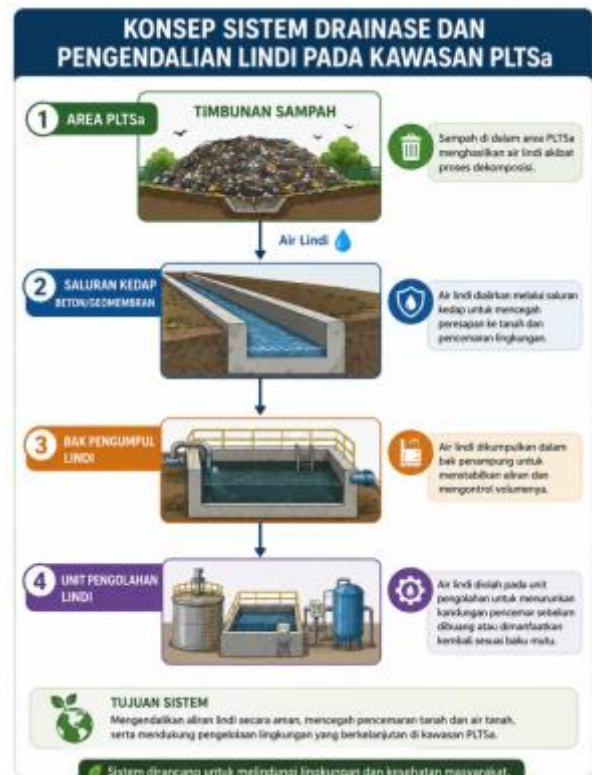 KONSEP SISTEM DRAINASE DAN
PENGENDALIAN LINDI PADA KAWASAN PLTSa
1 AREA PLTSa
TIMBUNAN SAMPAH
Sampah di dalam area PLTSa
menghasilkan air lindi akibat
proses dekomposisi.
Air Lindi
2 SALURAN KEDAP
BETON/GEOMEMBRAN
Air lindi dialirkan melalui saluran
kedap untuk mencegah
peresapan ke tanah dan
pencemaran lingkungan.
3 BAK PENGUMPUL
LINDI
Air lindi dikumpulkan dalam
bak penampung untuk
menstabilkan aliran dan
mengontrol volumenya.
4 UNIT PENGOLAHAN
LINDI
Air lindi diolah pada unit
pengolahan untuk menurunkan
kandungan pencemar sebelum
dibuang atau dimanfaatkan
kembali sesuai baku mutu.
TUJUAN SISTEM
Mengendalikan aliran lindi secara aman, mencegah pencemaran tanah dan air tanah,
serta mendukung pengelolaan lingkungan yang berkelanjutan di kawasan PLTSa.
Sistem dirancang untuk melindungi lingkungan dan kesehatan masyarakat